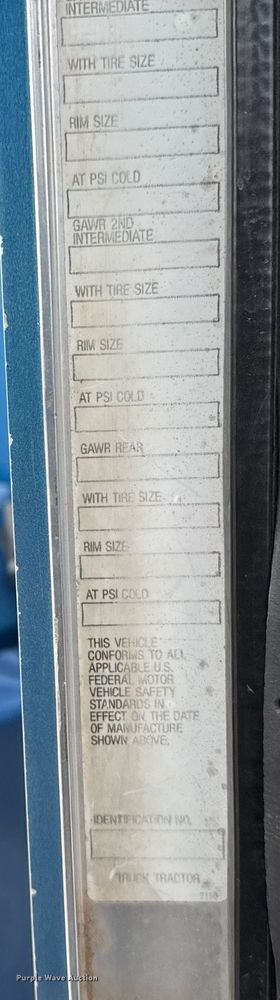 INTERMEDIATE
WITH TIRE SIZE
RIM SIZE
AT PSI COLD
GAWR 2ND
INTERMEDIATE
WITH TIRE SIZE
RIM SIZE
AT PSI COLD
GAWR REAR
WITH TIRE SIZE
RIM SIZE
AT PSI COLD
THIS VEHICLE
CONFORMS TO ALL
APPLICABLE U.S.
FEDERAL MOTOR
VEHICLE SAFETY
STANDARDS IN
EFFECT ON THE DATE
OF MANUFACTURE
SHOWN ABOVE.
IDENTIFICATION NO.
TRUCK TRACTOR
Purple Wave Auction